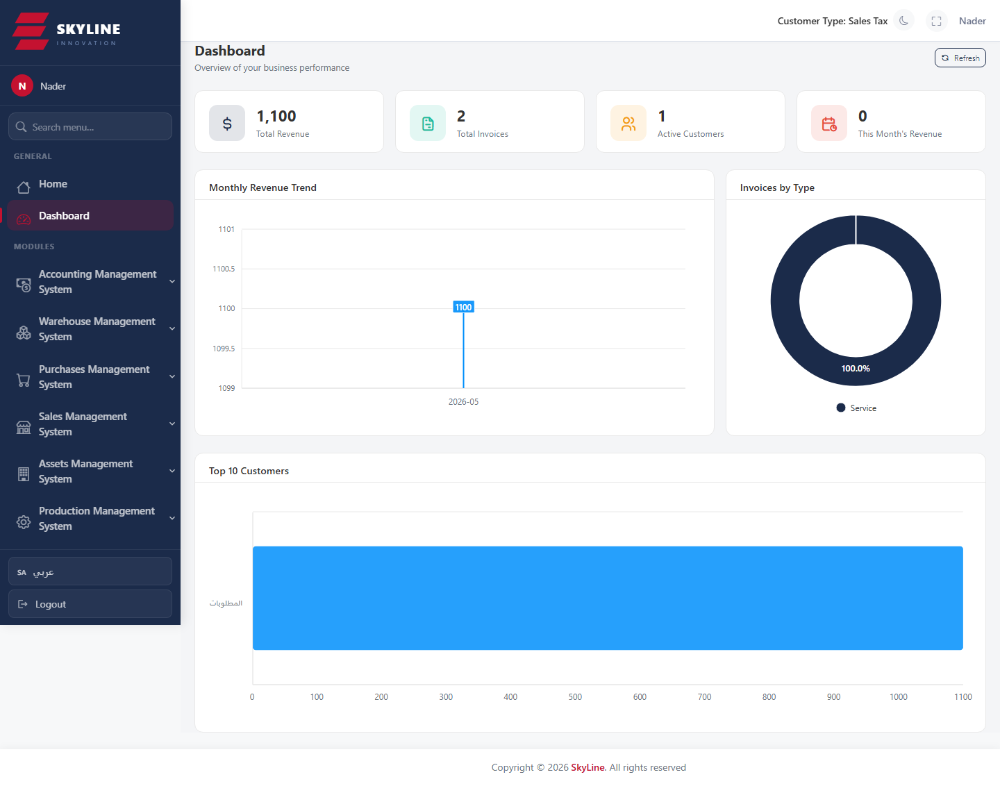 SKYLINE
INNOVATION
N
Nader
Search menu...
GENERAL
Home
Dashboard
MODULES
Accounting Management
System
Warehouse Management
System
Purchases Management
System
Sales Management
System
Assets Management
System
Production Management
System
SA عربي
Logout
Customer Type: Sales Tax
Nader
Dashboard
Overview of your business performance
Refresh
1,100
Total Revenue
2
Total Invoices
1
Active Customers
0
This Month's Revenue
Monthly Revenue Trend
1101
1100.5
1100
1099.5
1099
1100
2026-05
Invoices by Type
100.0%
Service
Top 10 Customers
المطلوبات
0 100 200 300 400 500 600 700 800 900 1000 1100
Copyright © 2026 SkyLine. All rights reserved